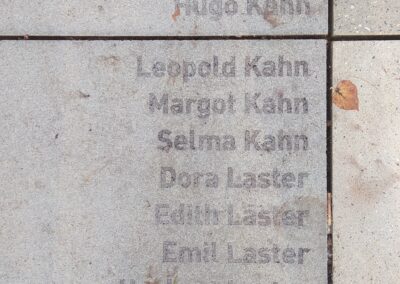 Hugo Kahn
Leopold Kahn
Margot Kahn
Selma Kahn
Dora Laster
Edith Laster
Emil Laster